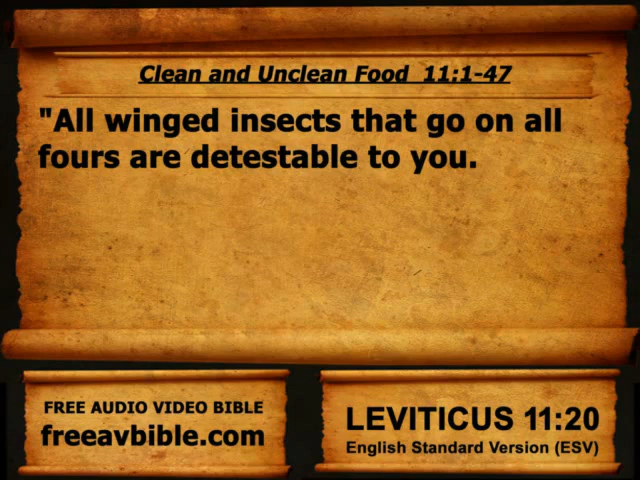 Clean and Unclean Food 11:1-47
"All winged insects that go on all
fours are detestable to you.
FREE AUDIO VIDEO BIBLE
freeavbible.com
LEVITICUS 11:20
English Standard Version (ESV)